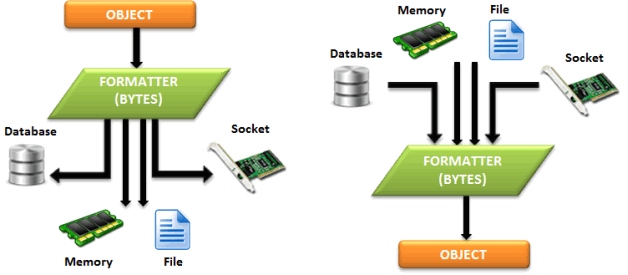 OBJECT
FORMATTER
(BYTES)
Database
Socket
Memory
File
Memory
File
Database
Socket
FORMATTER
(BYTES)
OBJECT